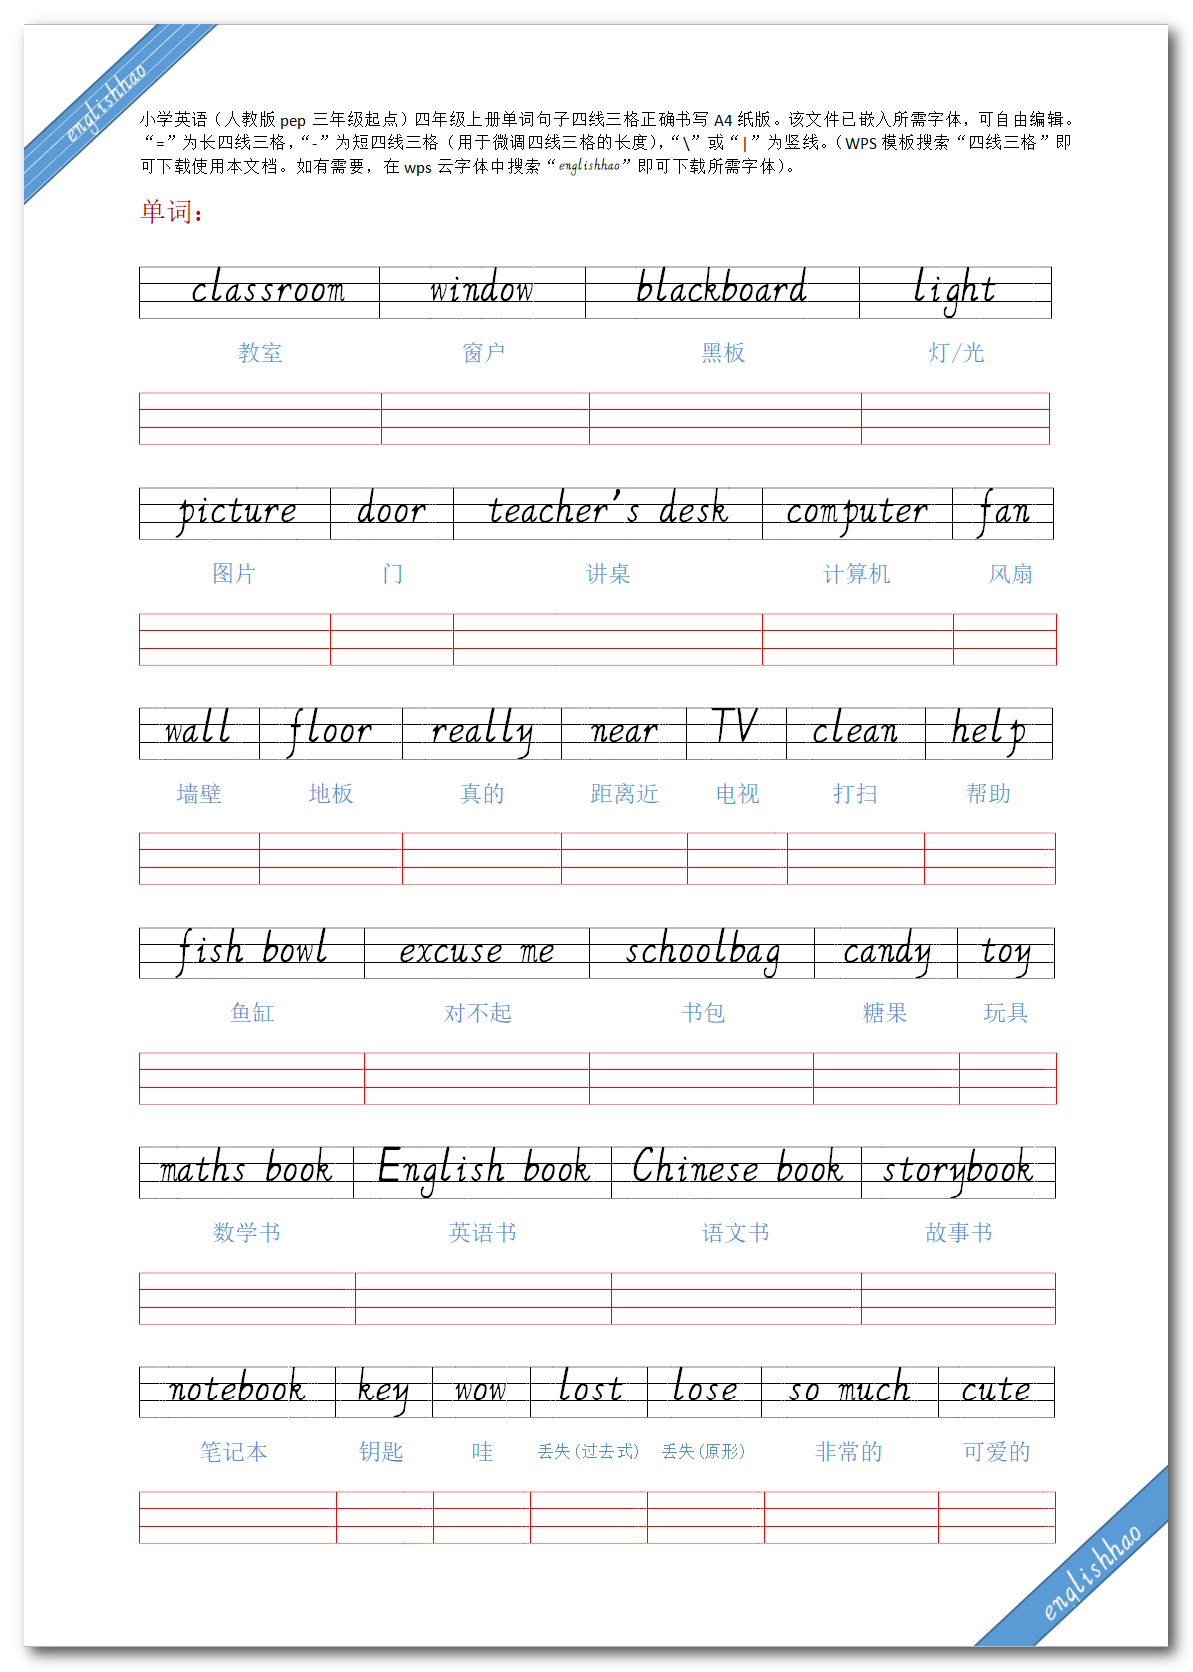 englishhao
小学英语（人教版 pep 三年级起点）四年级上册单词句子四线三格正确书写 A4 纸版。该文件已嵌入所需字体，可自由编辑。
“=”为长四线三格，“-”为短四线三格（用于微调四线三格的长度），“\”或“|”为竖线。（WPS 模板搜索“四线三格”即
可下载使用本文档。如有需要，在 wps 云字体中搜索“englishhao”即可下载所需字体）。
单词：
classroom window blackboard light
教室 窗户 黑板 灯/光
picture door teacher's desk computer fan
图片 门 讲桌 计算机 风扇
wall floor really near TV clean help
墙壁 地板 真的 距离近 电视 打扫 帮助
fish bowl excuse me schoolbag candy toy
鱼缸 对不起 书包 糖果 玩具
maths book English book Chinese book storybook
数学书 英语书 语文书 故事书
notebook key wow lost lose so much cute
笔记本 钥匙 哇 丢失(过去式) 丢失(原形) 非常的 可爱的
englishhao